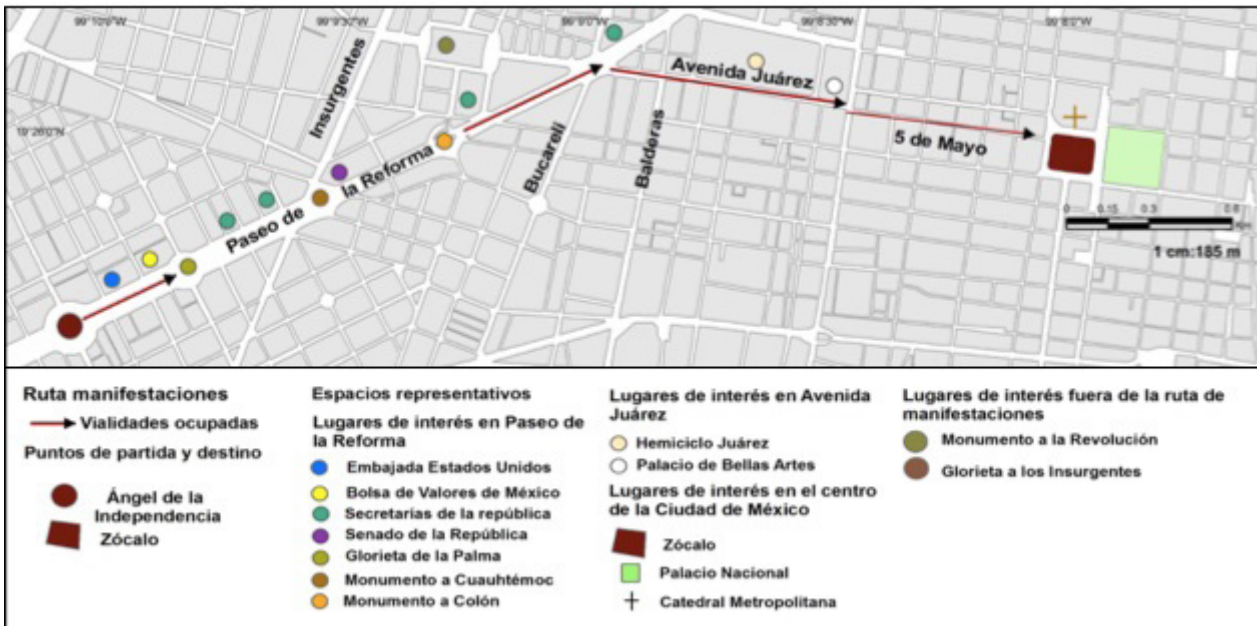 99°10'0"W
99°9'30"W
99°9'0"W
99°8'30"W
99°8'0"W
19°26'0"N
Insurgentes
Avenida Juárez
5 de Mayo
Bucareli
Balderas
Paseo de la Reforma
0 0.15 0.3 0.6
1 cm:185 m
Ruta manifestaciones
Vialidades ocupadas
Puntos de partida y destino
Ángel de la
Independencia
Zócalo
Espacios representativos
Lugares de interés en Paseo de
la Reforma
Embajada Estados Unidos
Bolsa de Valores de México
Secretarías de la república
Senado de la República
Glorieta de la Palma
Monumento a Cuauhtémoc
Monumento a Colón
Lugares de interés en Avenida
Juárez
Hemiciclo Juárez
Palacio de Bellas Artes
Lugares de interés en el centro
de la Ciudad de México
Zócalo
Palacio Nacional
Catedral Metropolitana
Lugares de interés fuera de la ruta de
manifestaciones
Monumento a la Revolución
Glorieta a los Insurgentes